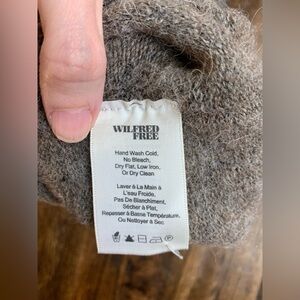 WILFRED
FREE
Hand Wash Cold,
No Bleach,
Dry Flat, Low Iron,
Or Dry Clean
Laver à La Main à
L'eau Froide,
Pas De Blanchiment,
Sécher à Plat,
Repasser à Basse Température,
Ou Nettoyer à Sec